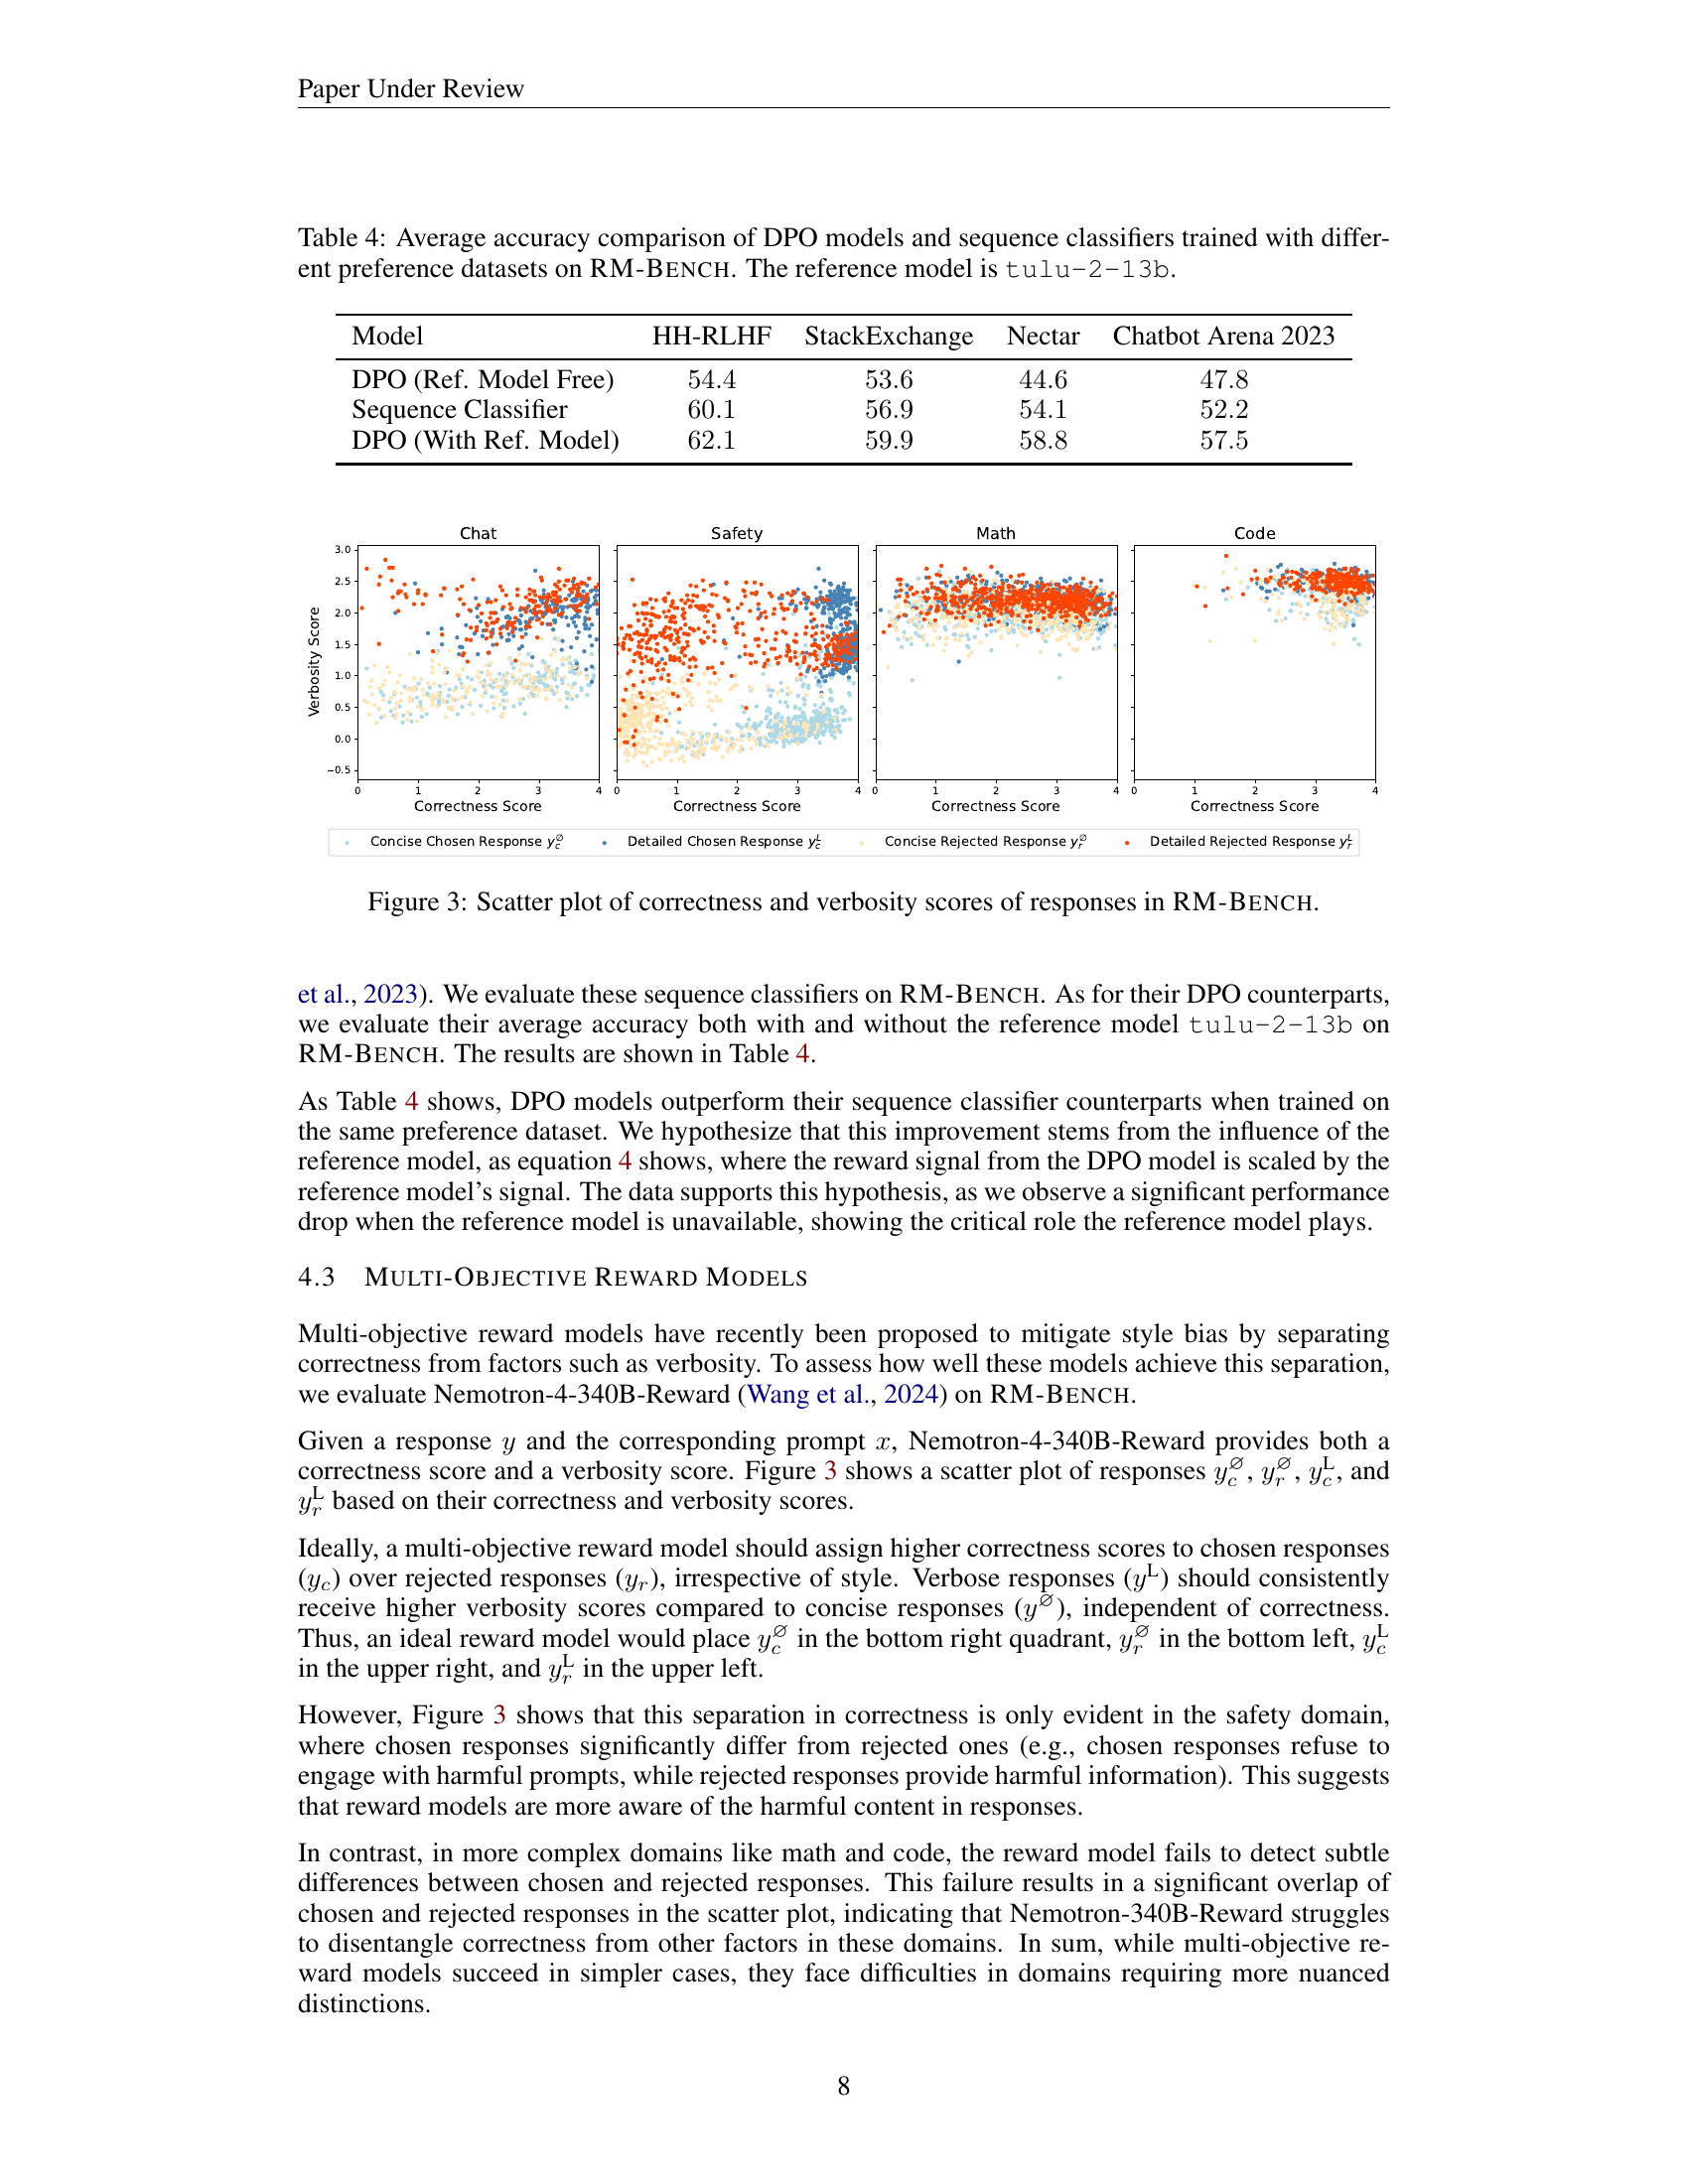 Paper Under Review
Table 4: Average accuracy comparison of DPO models and sequence classifiers trained with differ-
ent preference datasets on RM-BENCH. The reference model is tulu-2-13b.
Model HH-RLHF StackExchange Nectar Chatbot Arena 2023
DPO (Ref. Model Free) 54.4 53.6 44.6 47.8
Sequence Classifier 60.1 56.9 54.1 52.2
DPO (With Ref. Model) 62.1 59.9 58.8 57.5
Chat Safety Math Code
Verbosity Score
3.0
2.5
2.0
1.5
1.0
0.5
0.0
−0.5
0 1 2 3 4 0 1 2 3 4 0 1 2 3 4 0 1 2 3 4
Correctness Score Correctness Score Correctness Score Correctness Score
Concise Chosen Response y_c^∅ Detailed Chosen Response y_c^L Concise Rejected Response y_r^∅ Detailed Rejected Response y_r^L
Figure 3: Scatter plot of correctness and verbosity scores of responses in RM-BENCH.
et al., 2023). We evaluate these sequence classifiers on RM-BENCH. As for their DPO counterparts,
we evaluate their average accuracy both with and without the reference model tulu-2-13b on
RM-BENCH. The results are shown in Table 4.
As Table 4 shows, DPO models outperform their sequence classifier counterparts when trained on
the same preference dataset. We hypothesize that this improvement stems from the influence of the
reference model, as equation 4 shows, where the reward signal from the DPO model is scaled by the
reference model's signal. The data supports this hypothesis, as we observe a significant performance
drop when the reference model is unavailable, showing the critical role the reference model plays.
4.3 MULTI-OBJECTIVE REWARD MODELS
Multi-objective reward models have recently been proposed to mitigate style bias by separating
correctness from factors such as verbosity. To assess how well these models achieve this separation,
we evaluate Nemotron-4-340B-Reward (Wang et al., 2024) on RM-BENCH.
Given a response y and the corresponding prompt x, Nemotron-4-340B-Reward provides both a
correctness score and a verbosity score. Figure 3 shows a scatter plot of responses y_c^∅, y_r^∅, y_c^L, and
y_r^L based on their correctness and verbosity scores.
Ideally, a multi-objective reward model should assign higher correctness scores to chosen responses
(y_c) over rejected responses (y_r), irrespective of style. Verbose responses (y^L) should consistently
receive higher verbosity scores compared to concise responses (y^∅), independent of correctness.
Thus, an ideal reward model would place y_c^∅ in the bottom right quadrant, y_r^∅ in the bottom left, y_c^L
in the upper right, and y_r^L in the upper left.
However, Figure 3 shows that this separation in correctness is only evident in the safety domain,
where chosen responses significantly differ from rejected ones (e.g., chosen responses refuse to
engage with harmful prompts, while rejected responses provide harmful information). This suggests
that reward models are more aware of the harmful content in responses.
In contrast, in more complex domains like math and code, the reward model fails to detect subtle
differences between chosen and rejected responses. This failure results in a significant overlap of
chosen and rejected responses in the scatter plot, indicating that Nemotron-340B-Reward struggles
to disentangle correctness from other factors in these domains. In sum, while multi-objective re-
ward models succeed in simpler cases, they face difficulties in domains requiring more nuanced
distinctions.
8